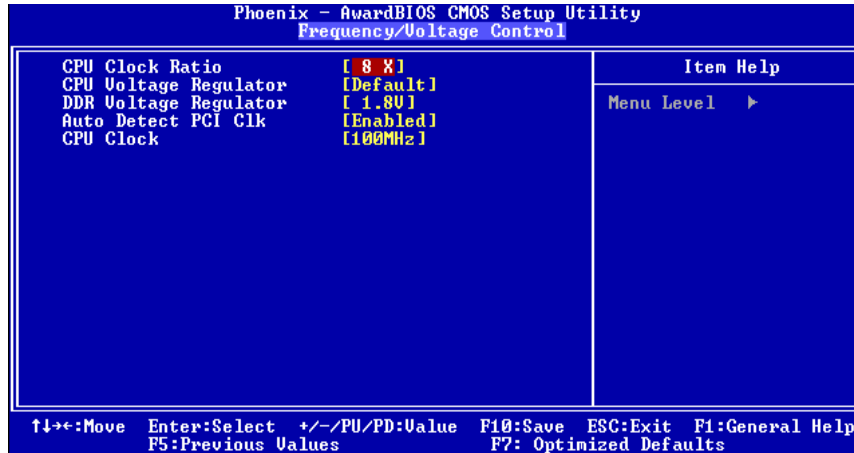 Phoenix - AwardBIOS CMOS Setup Utility
Frequency/Voltage Control
CPU Clock Ratio [ 8 X]
CPU Voltage Regulator [Default]
DDR Voltage Regulator [ 1.8V]
Auto Detect PCI Clk [Enabled]
CPU Clock [100MHz]
Item Help
Menu Level ►
↑↓→←:Move Enter:Select +/-/PU/PD:Value F10:Save ESC:Exit F1:General Help
F5:Previous Values F7: Optimized Defaults